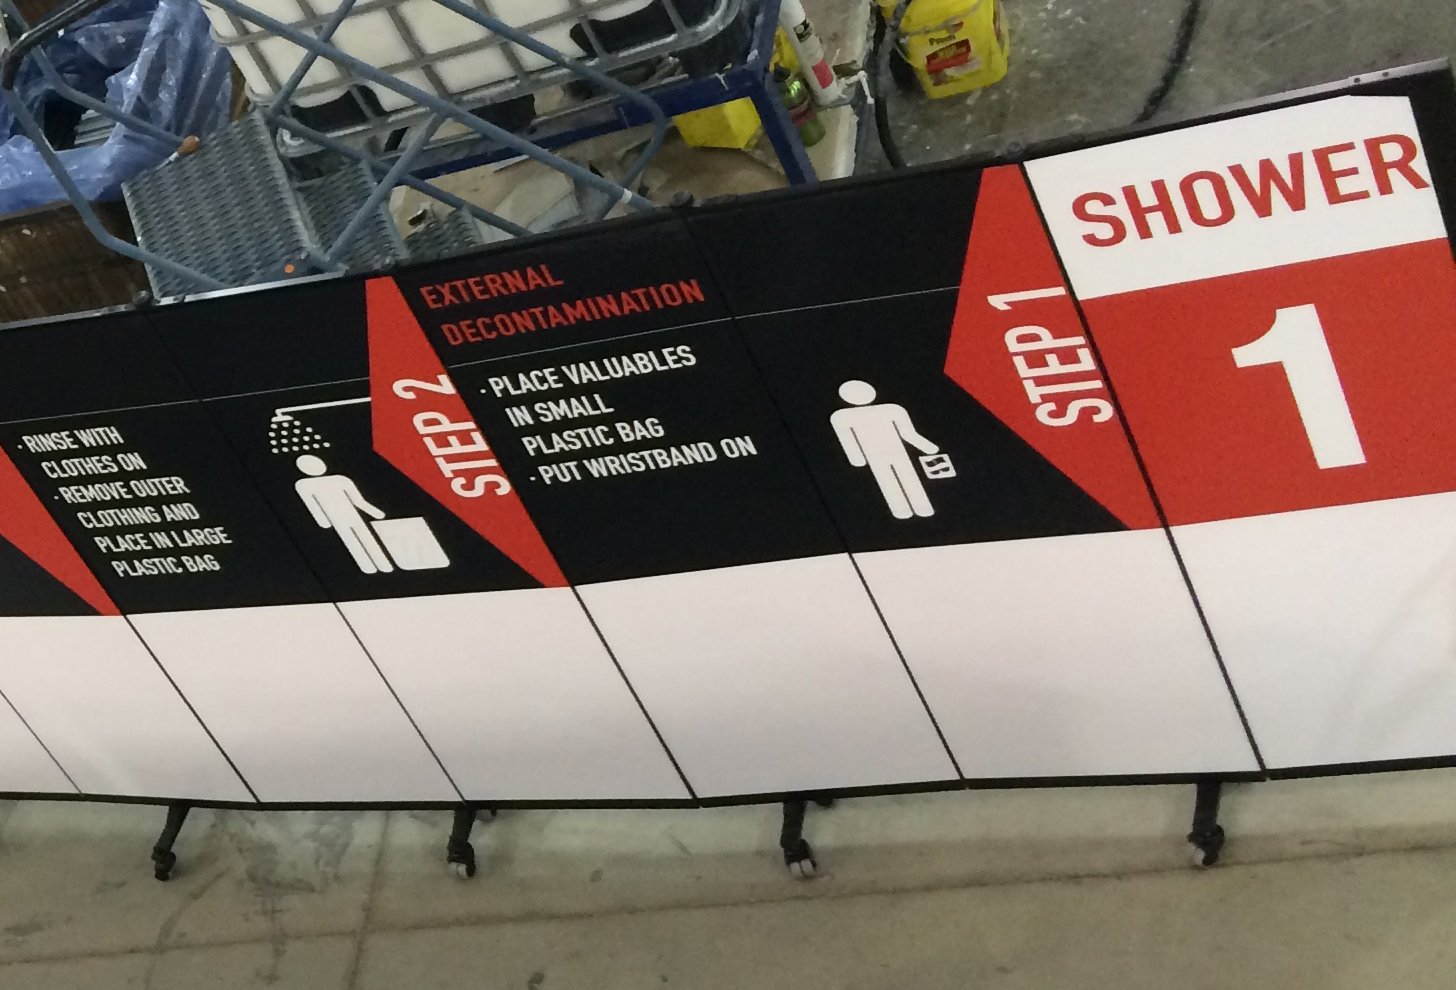 SHOWER
1
STEP 1
EXTERNAL
DECONTAMINATION
· PLACE VALUABLES
IN SMALL
PLASTIC BAG
· PUT WRISTBAND ON
STEP 2
· RINSE WITH
CLOTHES ON
· REMOVE OUTER
CLOTHING AND
PLACE IN LARGE
PLASTIC BAG